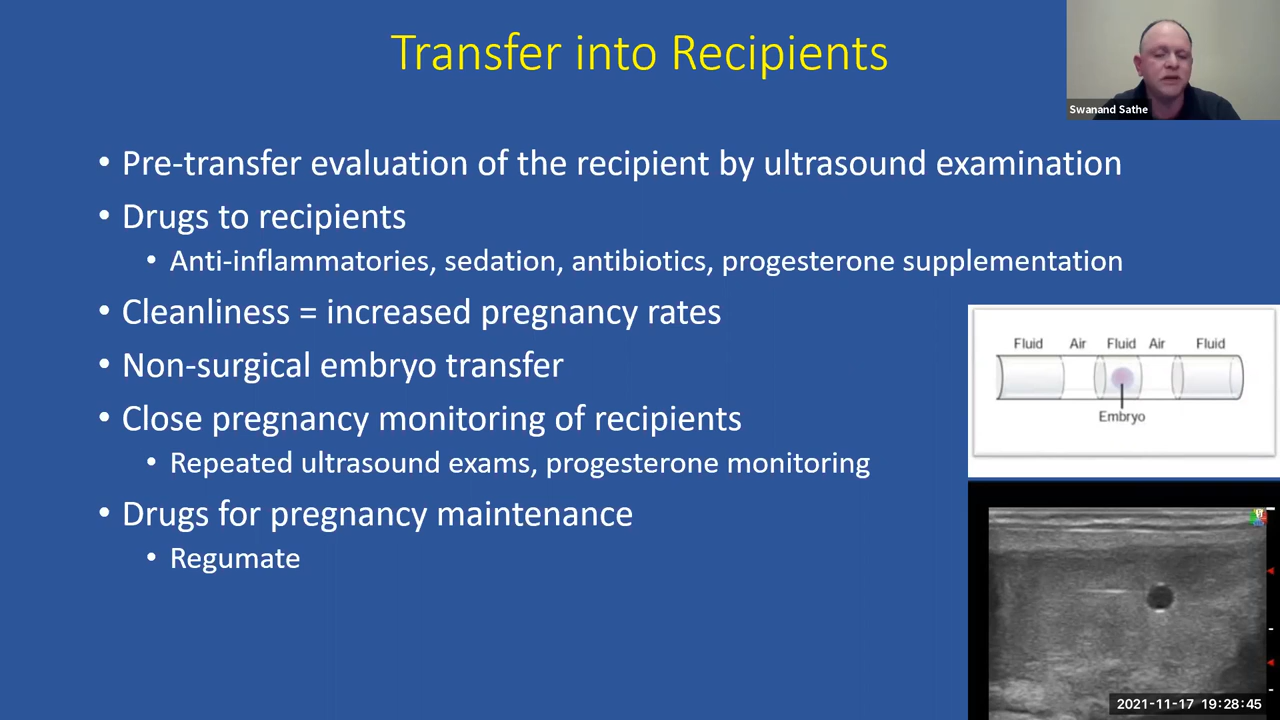 Transfer into Recipients
Swanand Sathe
• Pre-transfer evaluation of the recipient by ultrasound examination
• Drugs to recipients
• Anti-inflammatories, sedation, antibiotics, progesterone supplementation
• Cleanliness = increased pregnancy rates
• Non-surgical embryo transfer
• Close pregnancy monitoring of recipients
• Repeated ultrasound exams, progesterone monitoring
• Drugs for pregnancy maintenance
• Regumate
Fluid Air Fluid Air Fluid
Embryo
2021-11-17 19:28:45